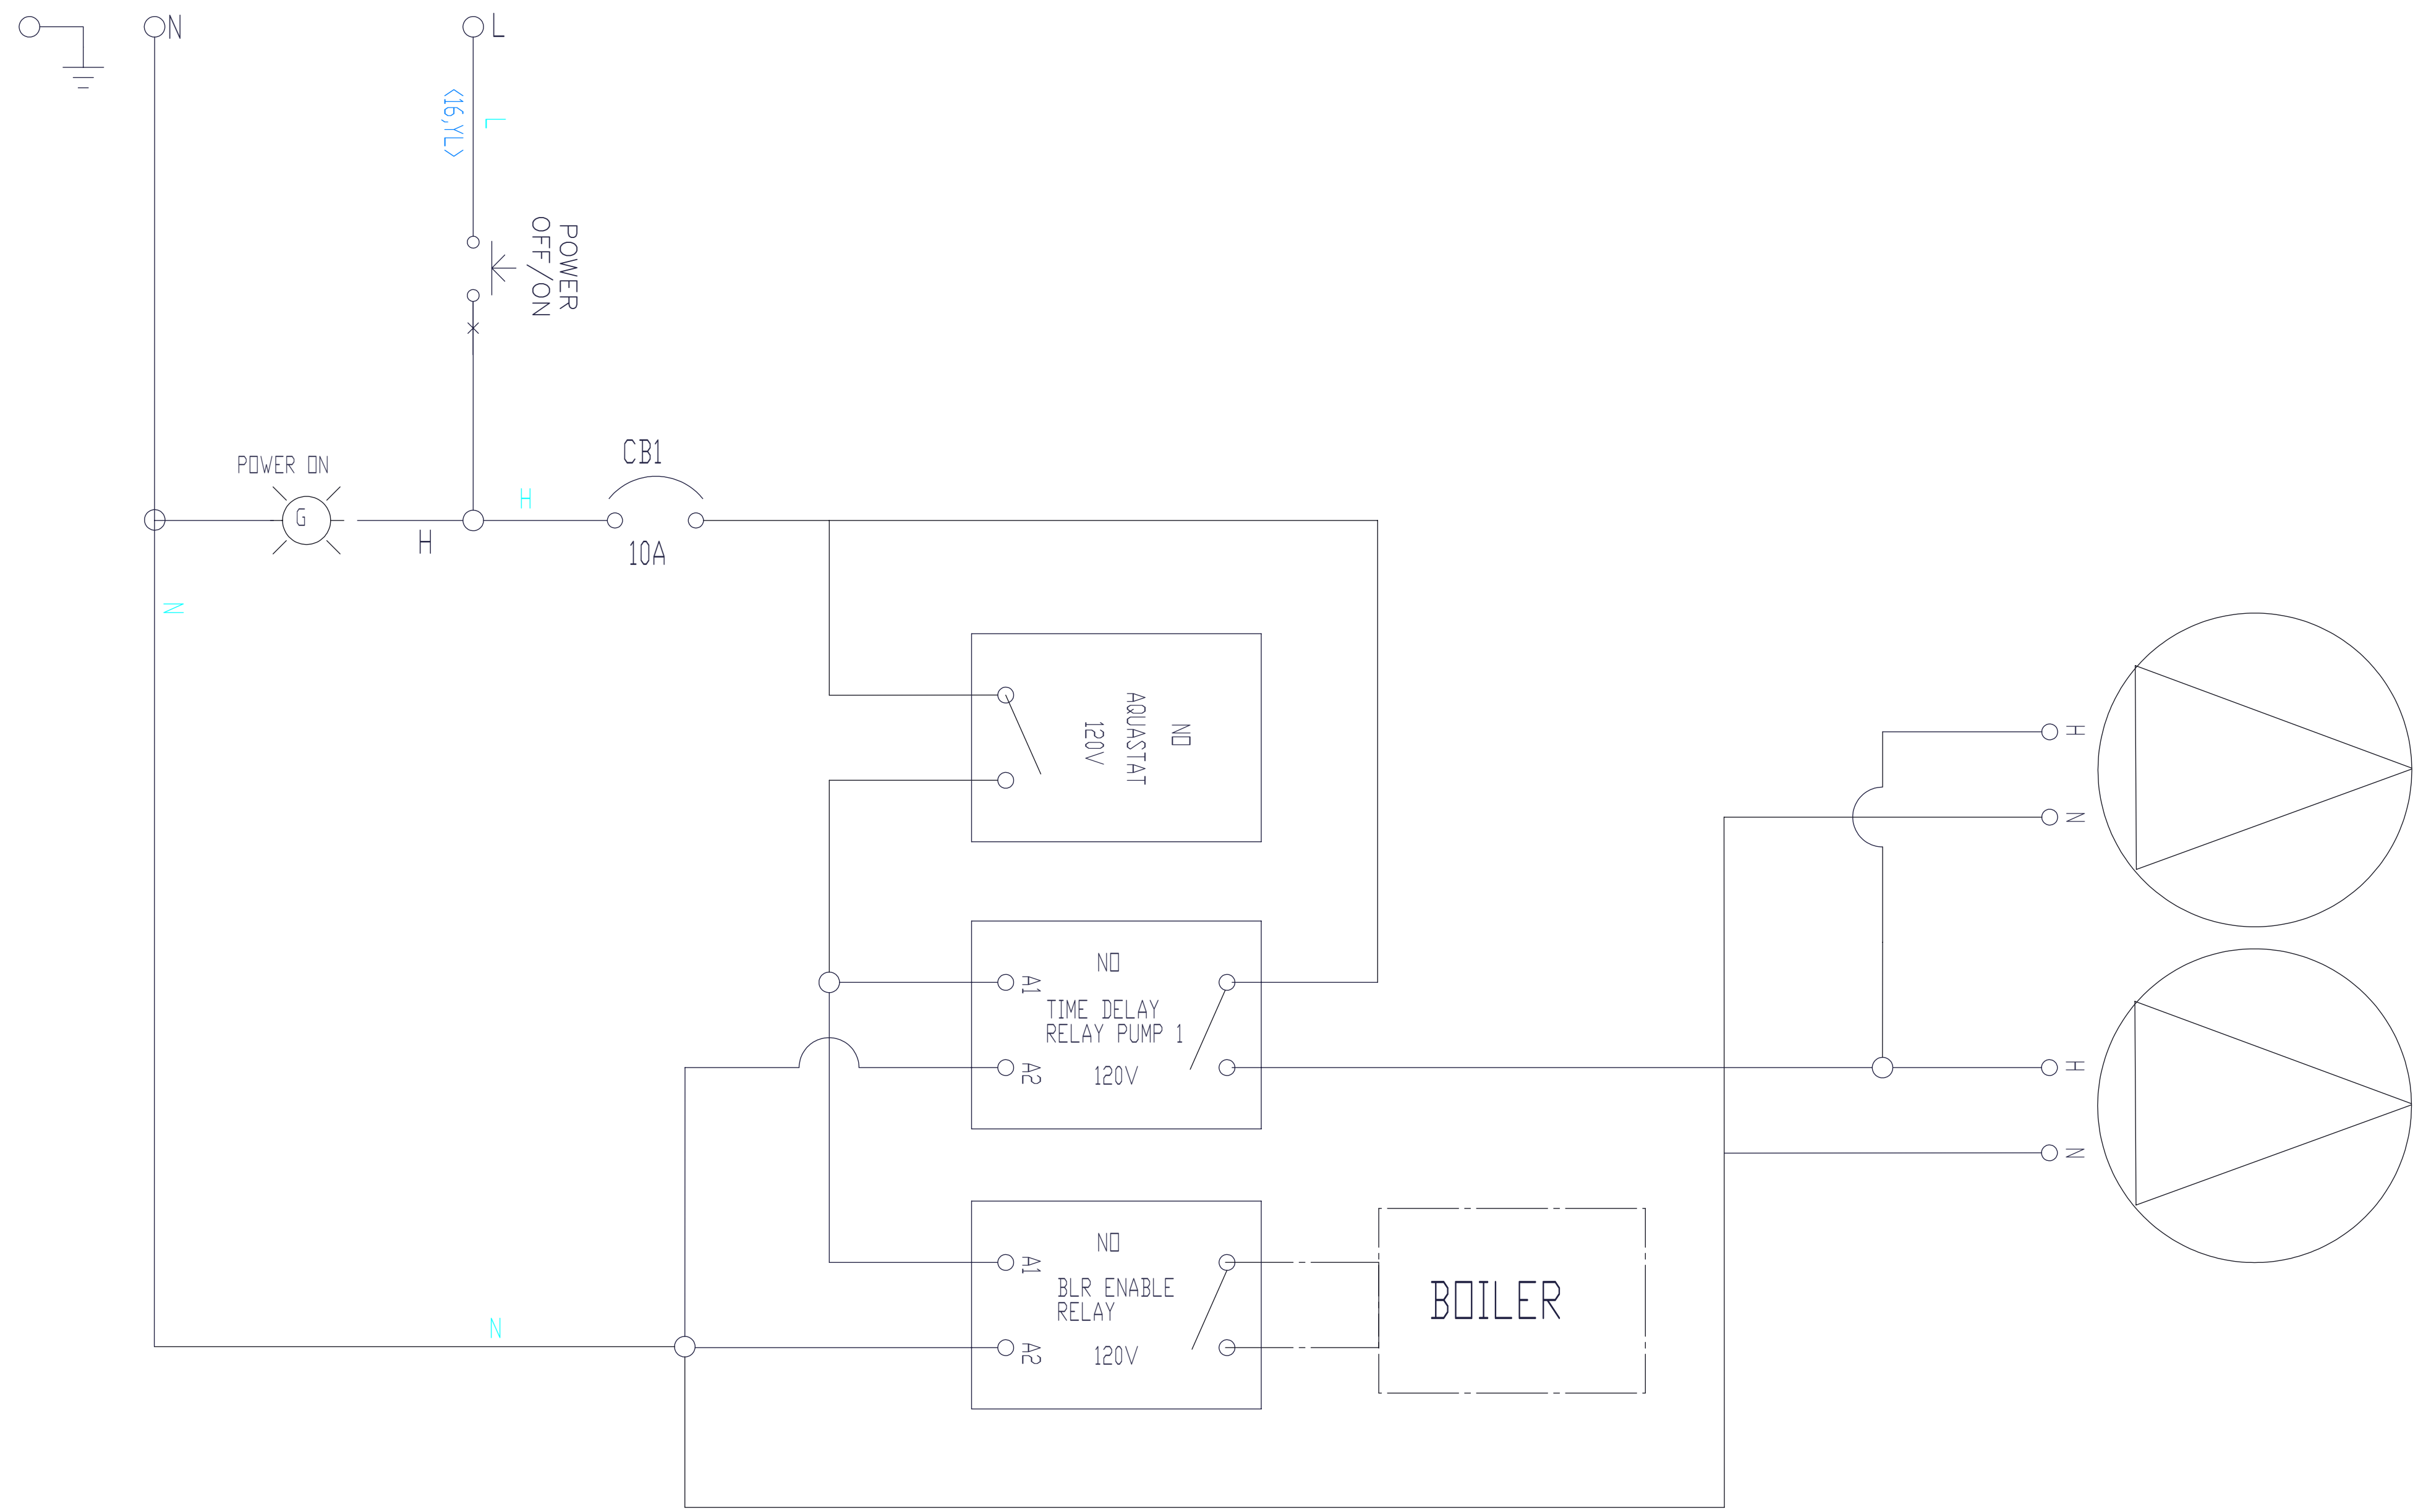 N
L
<16,YL>
L
POWER
OFF/ON
POWER ON
G
H
H
CB1
10A
N
NO
AQUASTAT
120V
H
N
NO
A1
TIME DELAY
RELAY PUMP 1
A2
120V
H
N
NO
A1
BLR ENABLE
RELAY
A2
120V
BOILER
N